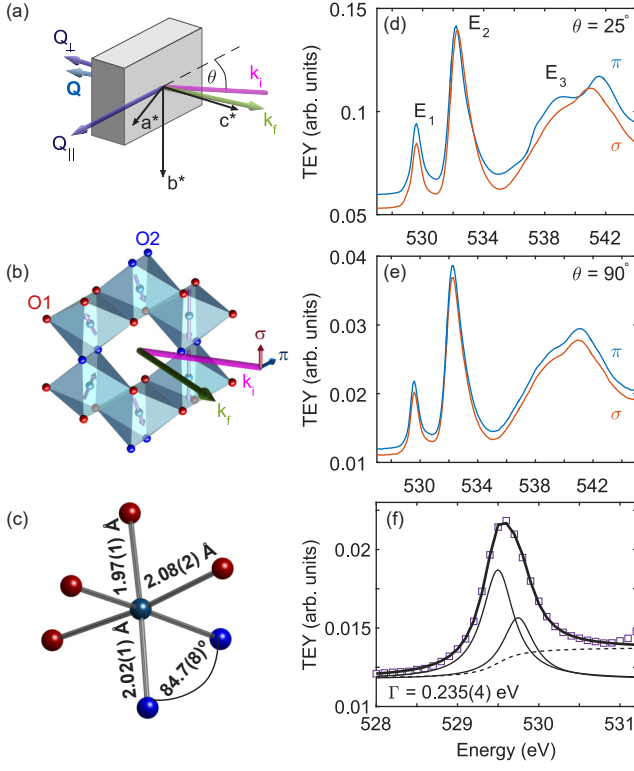 (a)
Q⊥
Q
Q||
θ
k_i
k_f
a*
c*
b*
(b)
O2
O1
σ
π
k_i
k_f
(c)
1.97(1) Å
2.08(2) Å
2.02(1) Å
84.7(8)°
(d)
θ = 25°
E_1
E_2
E_3
π
σ
0.15
0.1
0.05
TEY (arb. units)
530 534 538 542
(e)
θ = 90°
π
σ
0.04
0.03
0.02
0.01
TEY (arb. units)
530 534 538 542
(f)
0.02
0.015
0.01
TEY (arb. units)
Γ = 0.235(4) eV
528 529 530 531
Energy (eV)